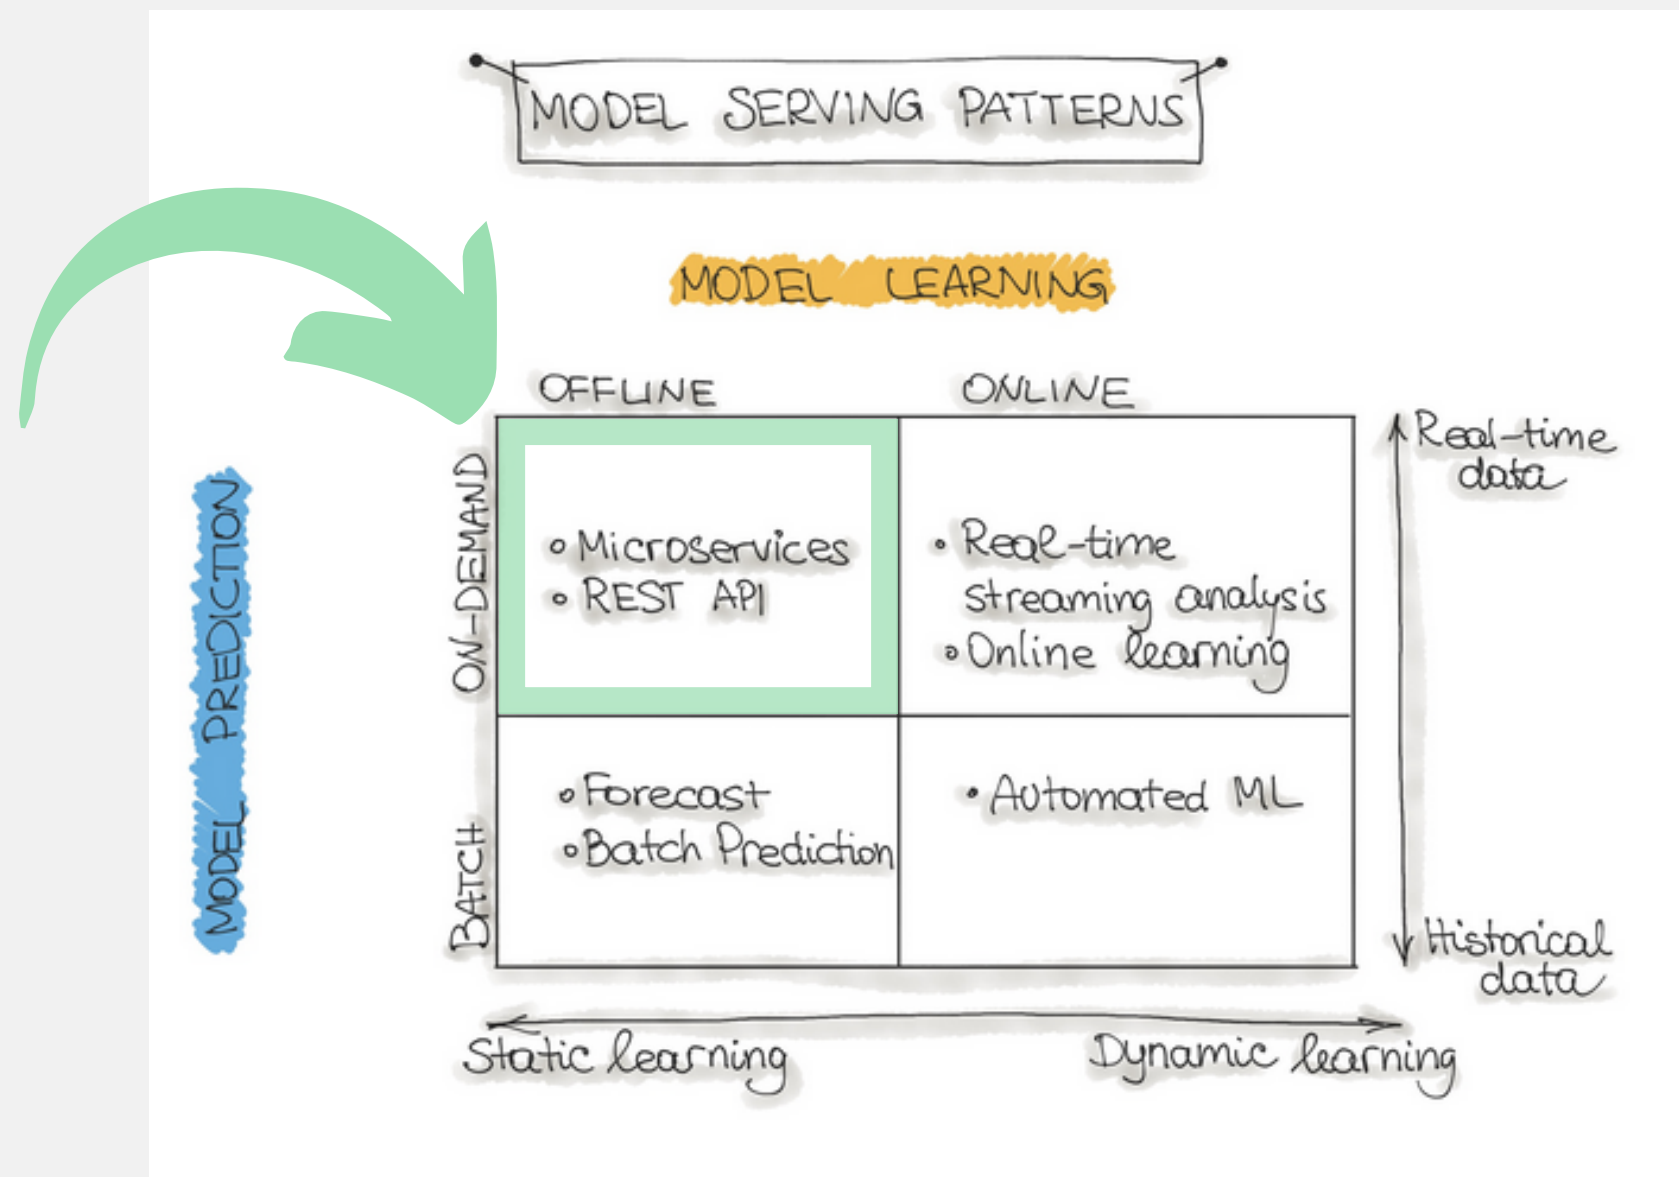 MODEL SERVING PATTERNS
MODEL LEARNING
OFFLINE
ONLINE
MODEL PREDICTION
ON-DEMAND
Microservices
REST API
Real-time
streaming analysis
Online learning
Real-time
data
BATCH
Forecast
Batch Prediction
Automated ML
Historical
data
Static learning
Dynamic learning